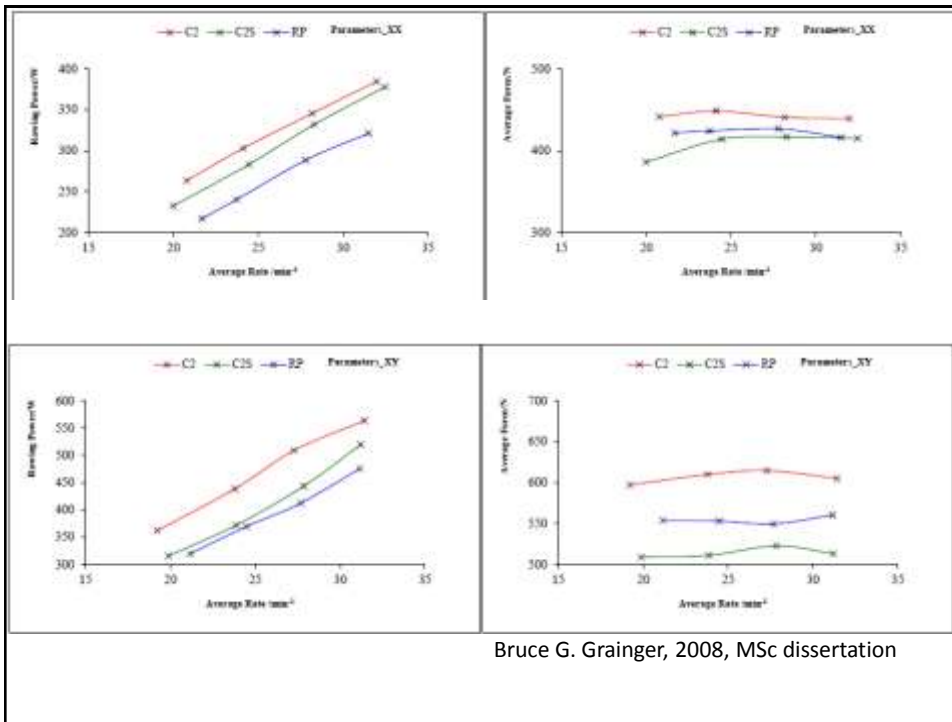 C2 C2S RP Parameters_XX
Rowing Power/W
400
350
300
250
200
15 20 25 30 35
Average Rate /min⁻¹
C2 C2S RP Parameters_XX
Average Force/N
500
400
300
15 20 25 30 35
Average Rate /min⁻¹
C2 C2S RP Parameters_XY
Rowing Power/W
600
550
500
450
400
350
300
15 20 25 30 35
Average Rate /min⁻¹
C2 C2S RP Parameters_XY
Average Force/N
700
650
600
550
500
15 20 25 30 35
Average Rate /min⁻¹
Bruce G. Grainger, 2008, MSc dissertation